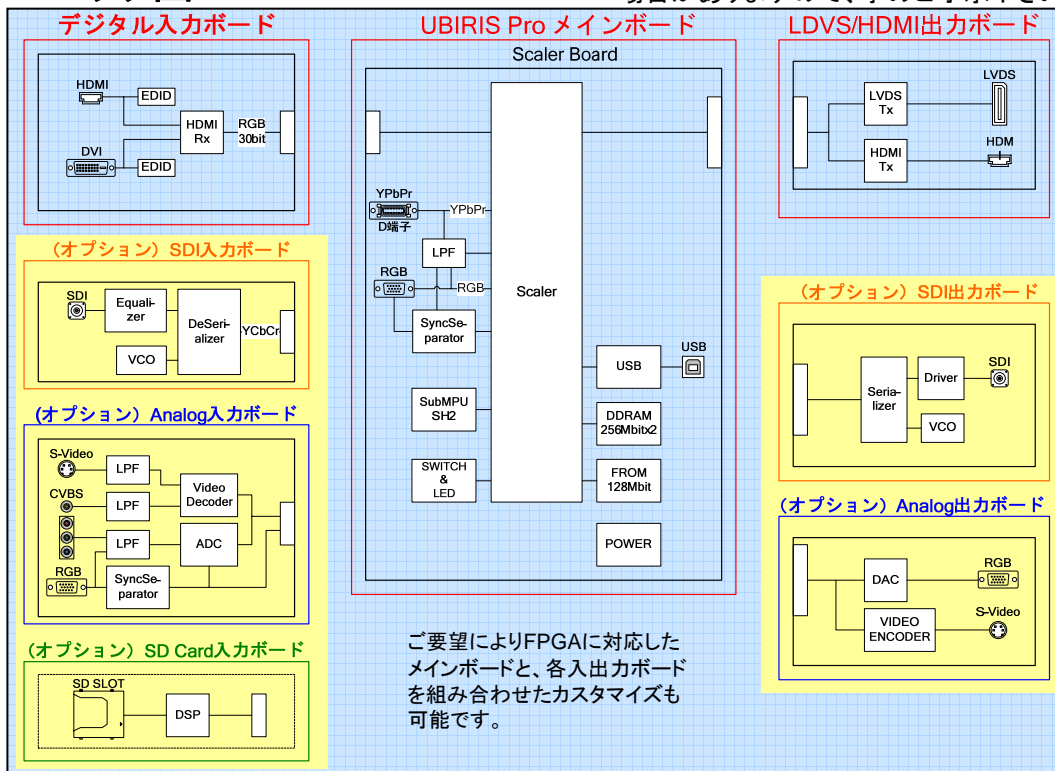 デジタル入力ボード
HDMI
EDID
HDMI
Rx
RGB
30bit
DVI
EDID
(オプション) SDI入力ボード
SDI
Equali-
zer
DeSeri-
alizer
YCbCr
VCO
(オプション) Analog入力ボード
S-Video
LPF
Video
Decoder
CVBS
LPF
LPF
ADC
RGB
SyncSe-
parator
(オプション) SD Card入力ボード
SD SLOT
DSP
UBIRIS Pro メインボード
Scaler Board
YPbPr
YPbPr
D端子
LPF
RGB
RGB
SyncSe-
parator
Scaler
SubMPU
SH2
SWITCH
&
LED
USB
USB
DDRAM
256Mbitx2
FROM
128Mbit
POWER
ご要望によりFPGAに対応した
メインボードと、各入出力ボード
を組み合わせたカスタマイズも
可能です。
LDVS/HDMI出力ボード
LVDS
LVDS
Tx
HDM
HDMI
Tx
(オプション) SDI出力ボード
SDI
Driver
Seria-
lizer
VCO
(オプション) Analog出力ボード
RGB
DAC
S-Video
VIDEO
ENCODER